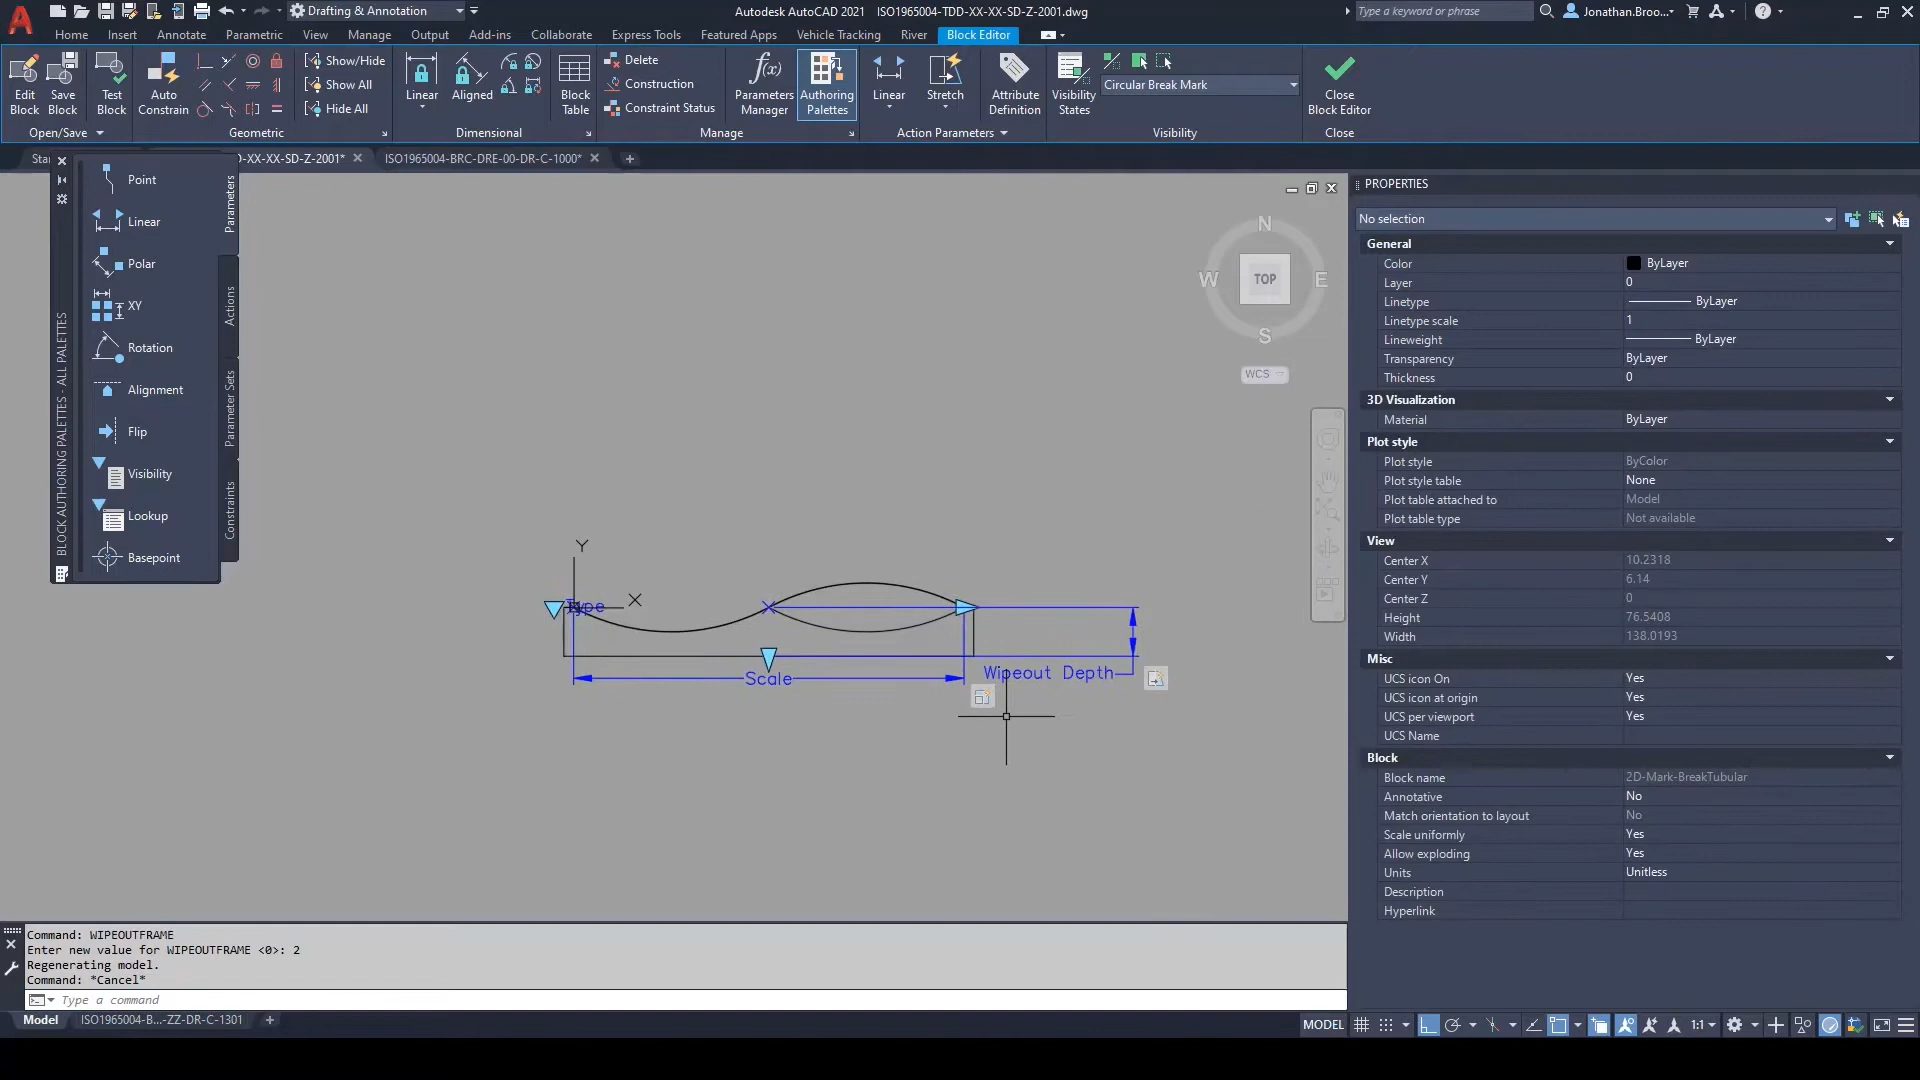 Drafting & Annotation
Autodesk AutoCAD 2021 ISO1965004-TDD-XX-XX-SD-Z-2001.dwg
Type a keyword or phrase
Jonathan.Broo...
Home Insert Annotate Parametric View Manage Output Add-ins Collaborate Express Tools Featured Apps Vehicle Tracking River Block Editor
Edit Block
Save Block
Test Block
Auto Constrain
Show/Hide
Show All
Hide All
Linear
Aligned
Block Table
Delete
Construction
Constraint Status
f(x)
Parameters Manager
Authoring Palettes
Linear
Stretch
Attribute Definition
Visibility States
Circular Break Mark
Close Block Editor
Open/Save
Geometric
Dimensional
Manage
Action Parameters
Visibility
Close
Star
D-XX-XX-SD-Z-2001*
ISO1965004-BRC-DRE-00-DR-C-1000*
Point
Linear
Polar
XY
Rotation
Alignment
Flip
Visibility
Lookup
Basepoint
Parameters
Actions
Parameter Sets
Constraints
BLOCK AUTHORING PALETTES - ALL PALETTES
N
W
TOP
E
S
WCS
Y
X
Type
Scale
Wipeout Depth
PROPERTIES
No selection
General
Color ByLayer
Layer 0
Linetype ByLayer
Linetype scale 1
Lineweight ByLayer
Transparency ByLayer
Thickness 0
3D Visualization
Material ByLayer
Plot style
Plot style ByColor
Plot style table None
Plot table attached to Model
Plot table type Not available
View
Center X 10.2318
Center Y 6.14
Center Z 0
Height 76.5408
Width 138.0193
Misc
UCS icon On Yes
UCS icon at origin Yes
UCS per viewport Yes
UCS Name
Block
Block name 2D-Mark-BreakTubular
Annotative No
Match orientation to layout No
Scale uniformly Yes
Allow exploding Yes
Units Unitless
Description
Hyperlink
Command: WIPEOUTFRAME
Enter new value for WIPEOUTFRAME <0>: 2
Regenerating model.
Command: *Cancel*
Type a command
Model ISO1965004-B...-ZZ-DR-C-1301
MODEL
1:1